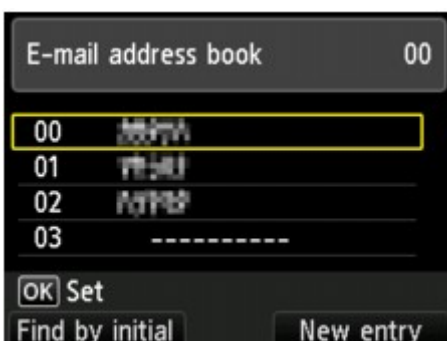 E-mail address book 00
00
01
02
03 ----------
OK Set
Find by initial New entry